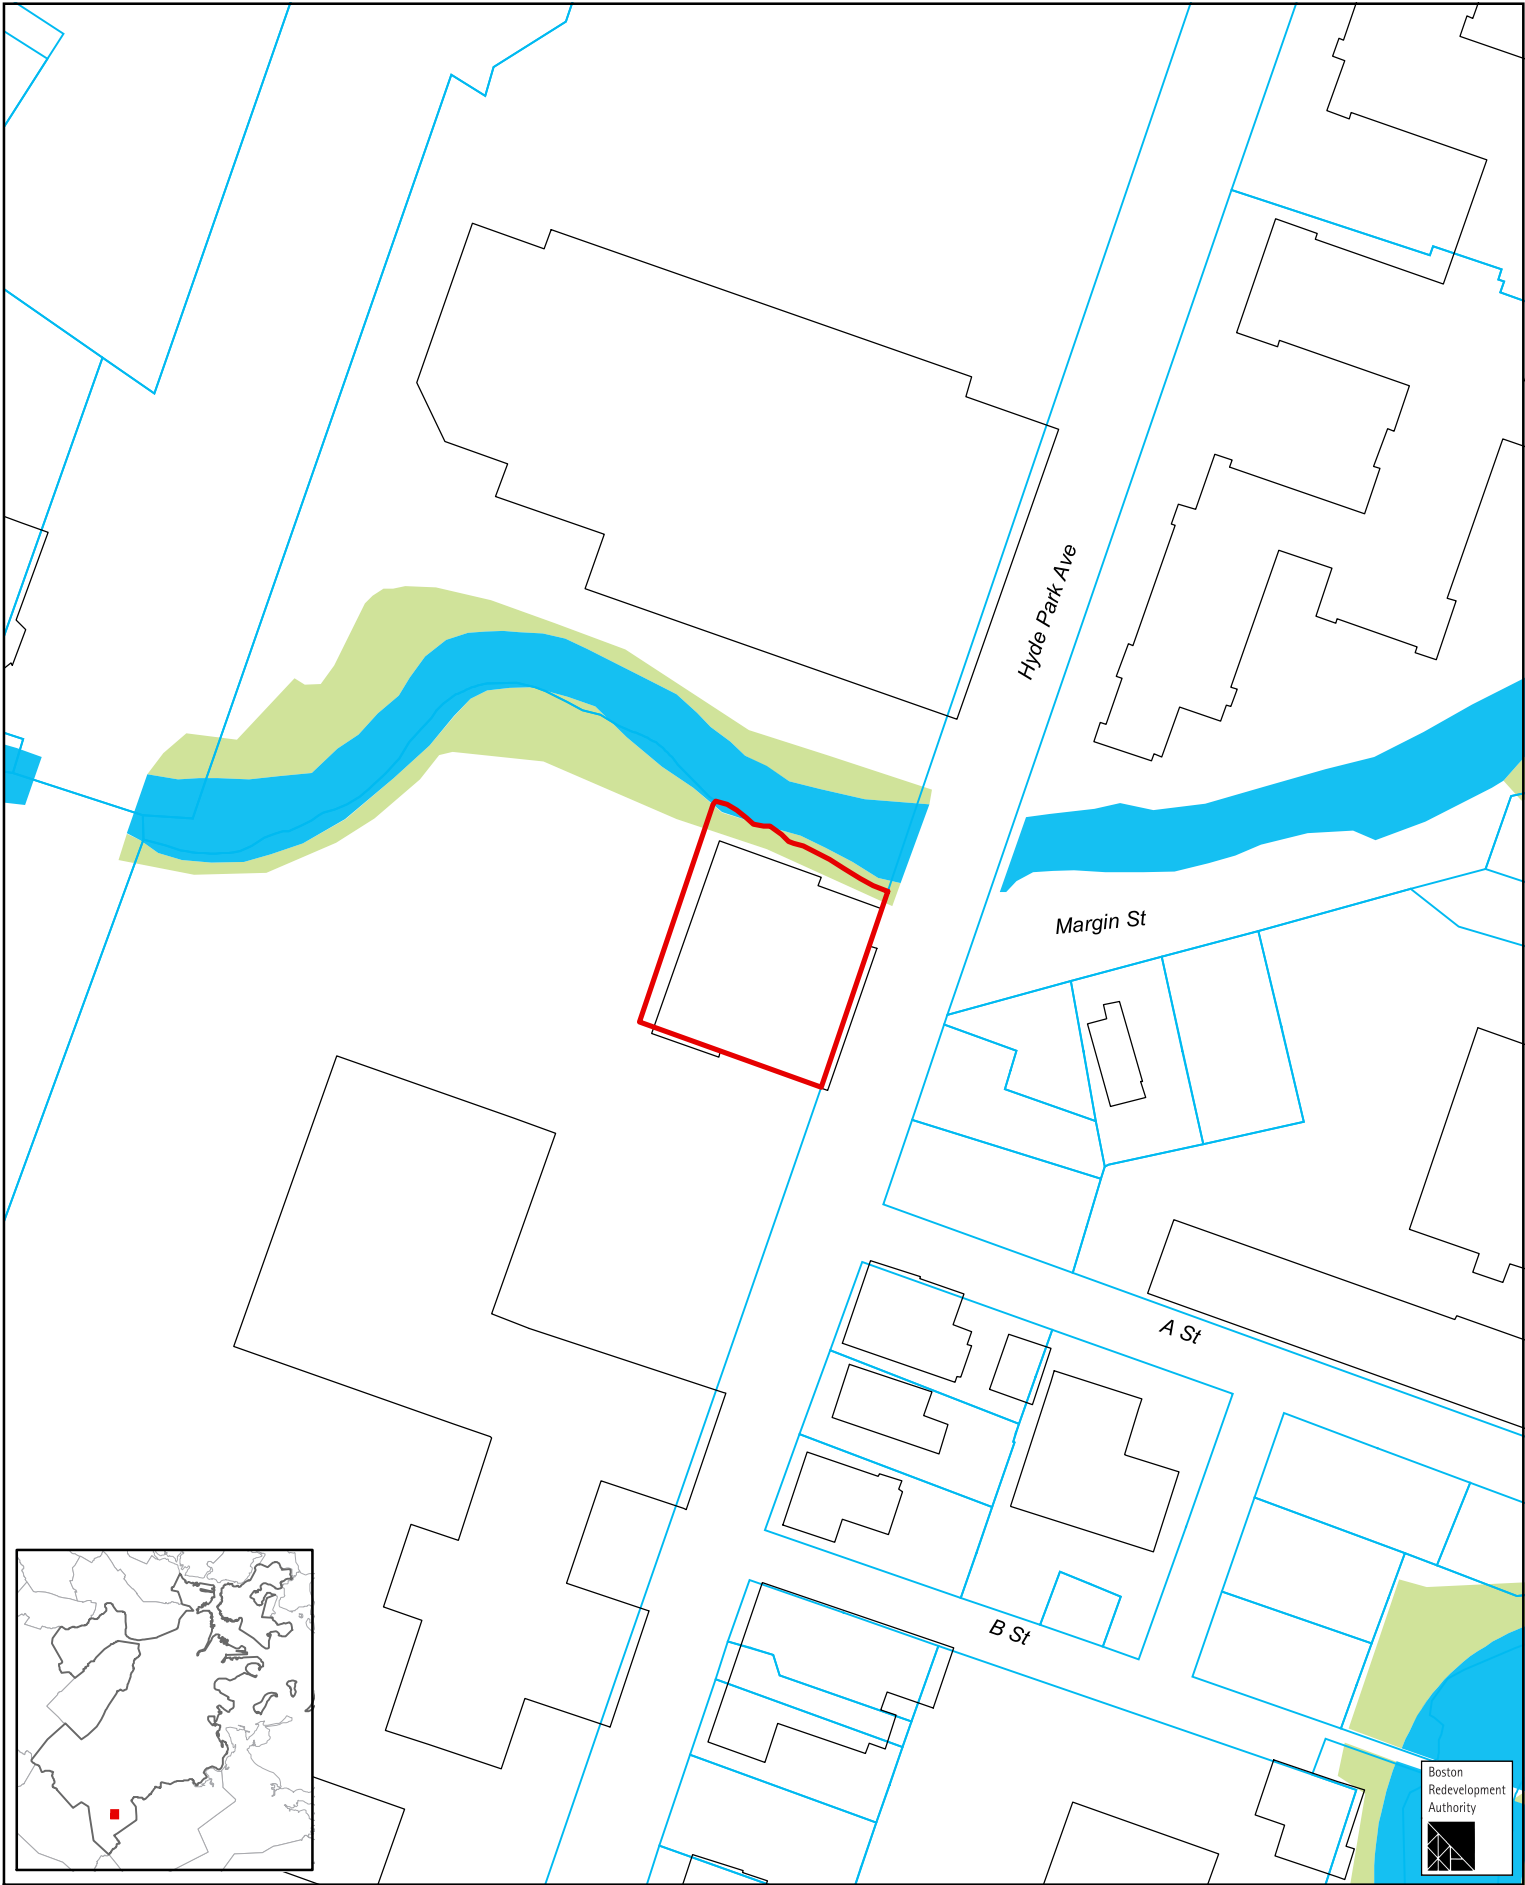 Hyde Park Ave
Margin St
A St
B St
Boston
Redevelopment
Authority